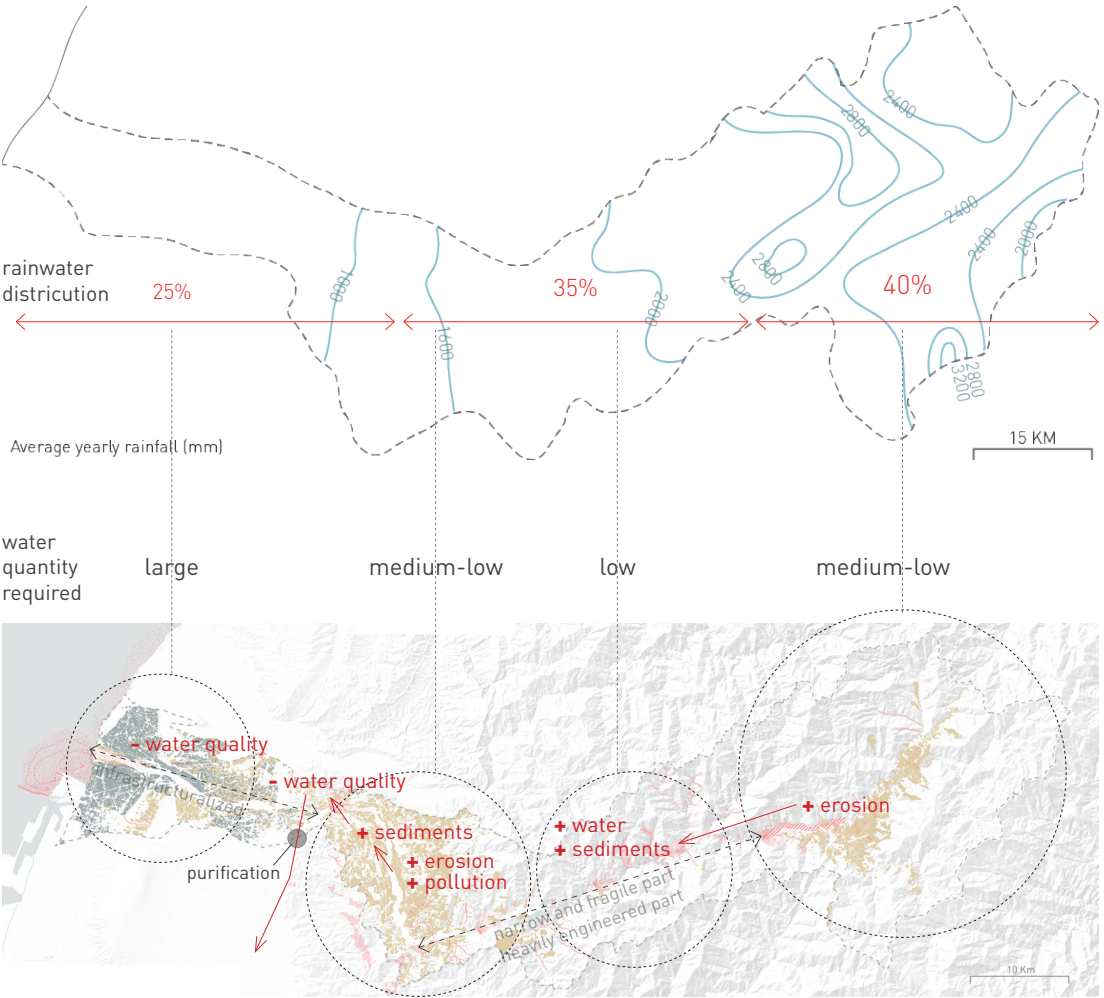 2400
2800
2400
2400
2000
2800
2400
rainwater
districution
25%
1000
35%
2000
40%
1600
2800
3200
Average yearly rainfall (mm)
15 KM
water
quantity
required
large
medium-low
low
medium-low
- water quality
infrastructuralized
- water quality
+ erosion
+ sediments
+ water
+ sediments
+ erosion
+ pollution
purification
narrow and fragile part
heavily engineered part
10 Km